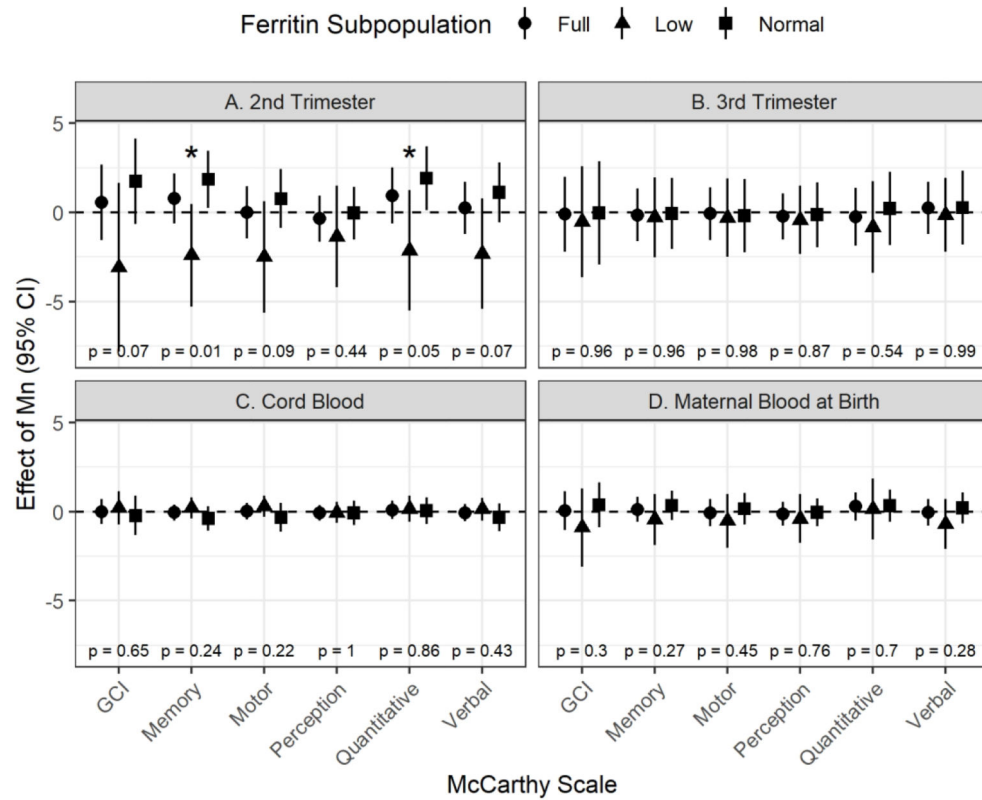 Ferritin Subpopulation Full Low Normal
A. 2nd Trimester
B. 3rd Trimester
5
0
-5
* *
p = 0.07 p = 0.01 p = 0.09 p = 0.44 p = 0.05 p = 0.07
p = 0.96 p = 0.96 p = 0.98 p = 0.87 p = 0.54 p = 0.99
C. Cord Blood
D. Maternal Blood at Birth
5
0
-5
p = 0.65 p = 0.24 p = 0.22 p = 1 p = 0.86 p = 0.43
p = 0.3 p = 0.27 p = 0.45 p = 0.76 p = 0.7 p = 0.28
Effect of Mn (95% CI)
GCI Memory Motor Perception Quantitative Verbal
GCI Memory Motor Perception Quantitative Verbal
McCarthy Scale